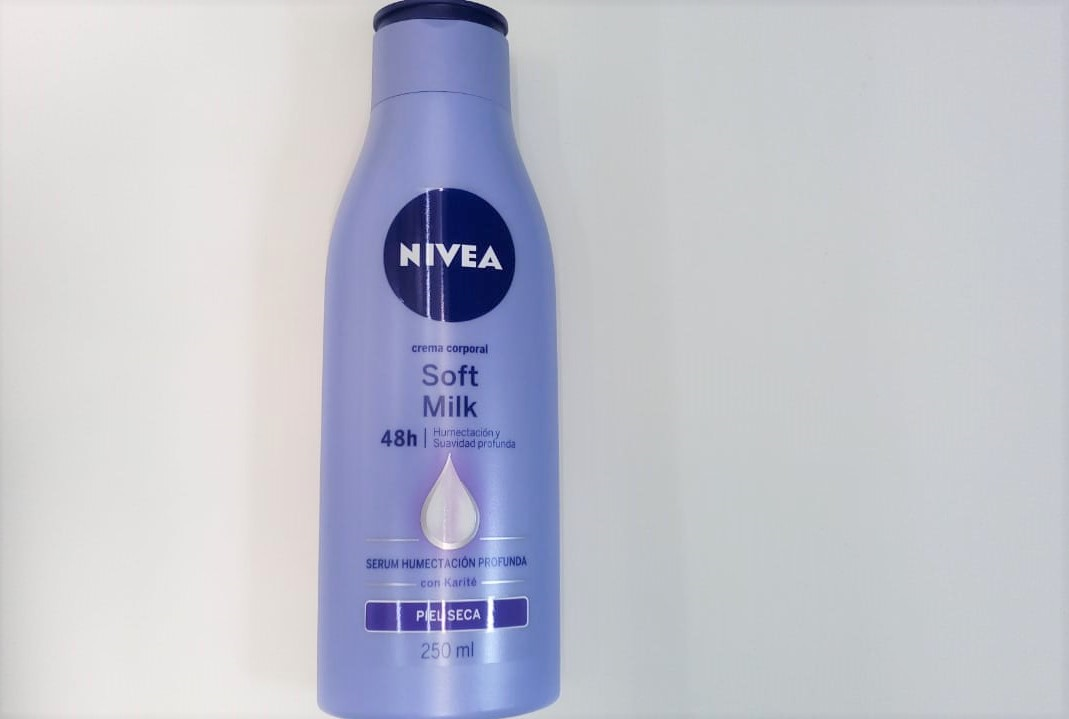 NIVEA
crema corporal
Soft
Milk
48h
Humectación y
Suavidad profunda
SERUM HUMECTACIÓN PROFUNDA
con Karité
PIEL SECA
250 ml